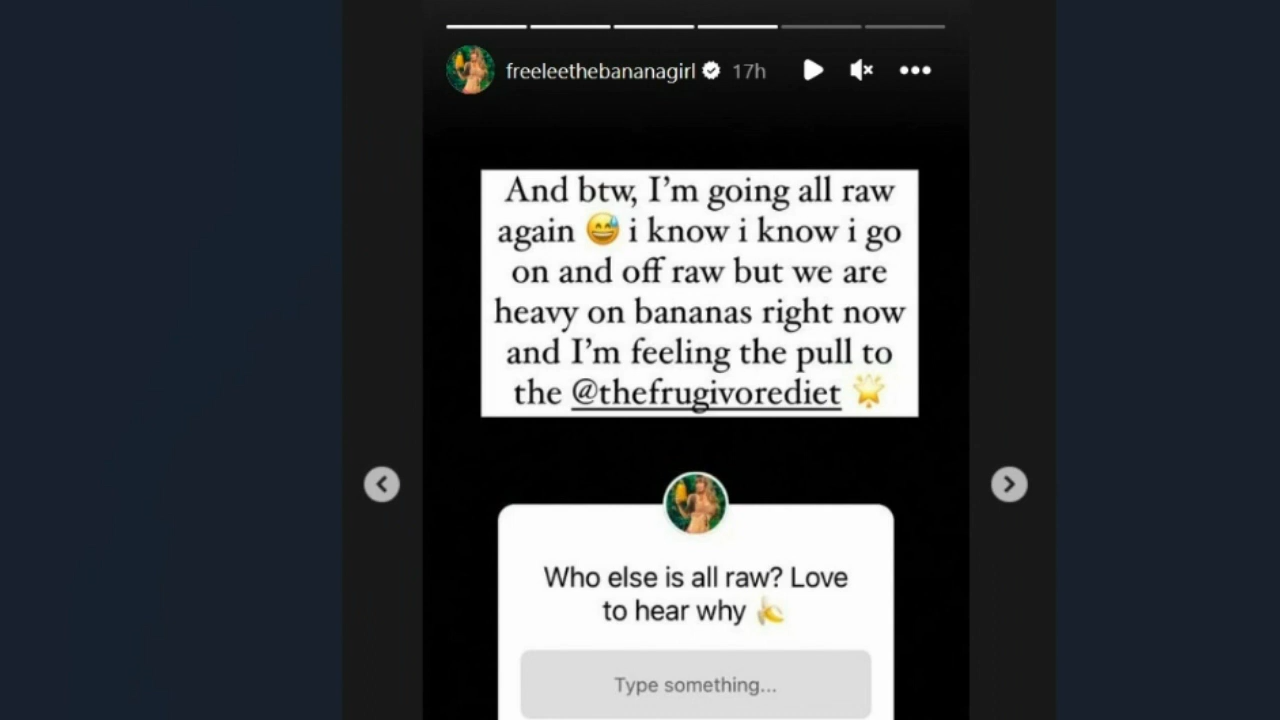 freeleethebananagirl 17h
And btw, I’m going all raw
again 😅 i know i know i go
on and off raw but we are
heavy on bananas right now
and I’m feeling the pull to
the @thefrugivorediet 🌟
Who else is all raw? Love
to hear why 🍌
Type something...